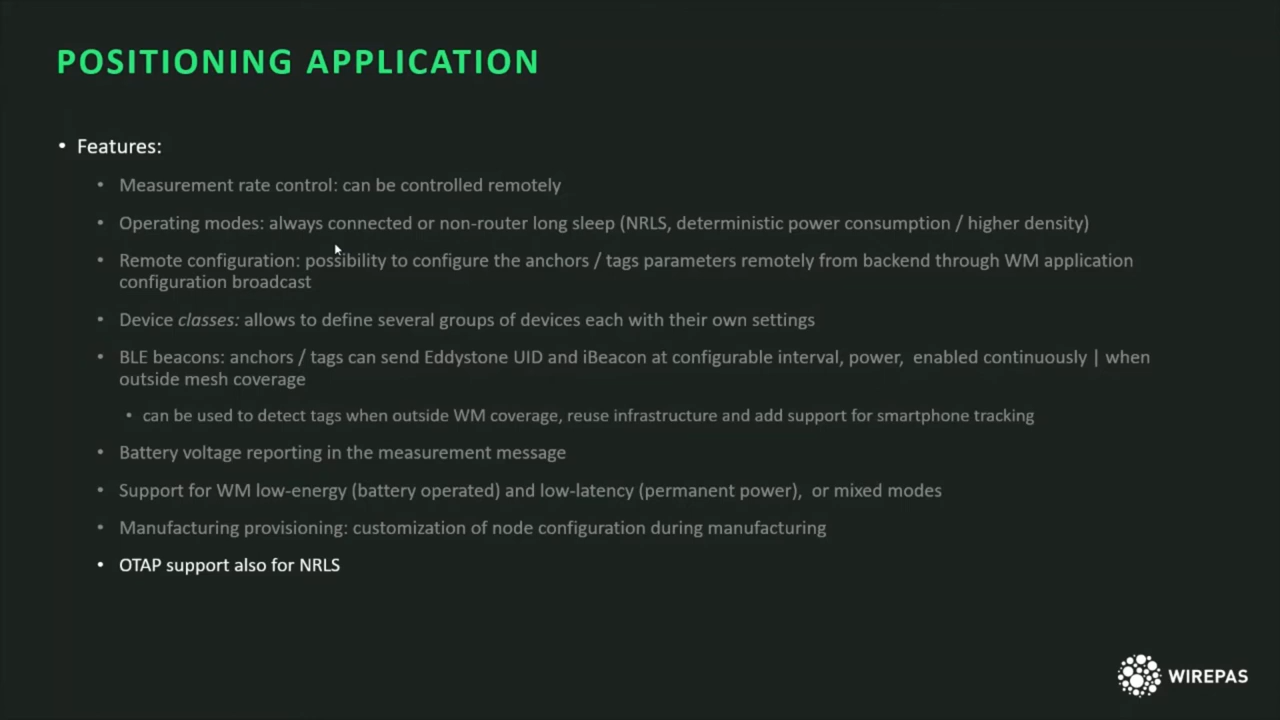 POSITIONING APPLICATION
• Features:
• Measurement rate control: can be controlled remotely
• Operating modes: always connected or non-router long sleep (NRLS, deterministic power consumption / higher density)
• Remote configuration: possibility to configure the anchors / tags parameters remotely from backend through WM application
configuration broadcast
• Device classes: allows to define several groups of devices each with their own settings
• BLE beacons: anchors / tags can send Eddystone UID and iBeacon at configurable interval, power, enabled continuously | when
outside mesh coverage
• can be used to detect tags when outside WM coverage, reuse infrastructure and add support for smartphone tracking
• Battery voltage reporting in the measurement message
• Support for WM low-energy (battery operated) and low-latency (permanent power), or mixed modes
• Manufacturing provisioning: customization of node configuration during manufacturing
• OTAP support also for NRLS
WIREPAS